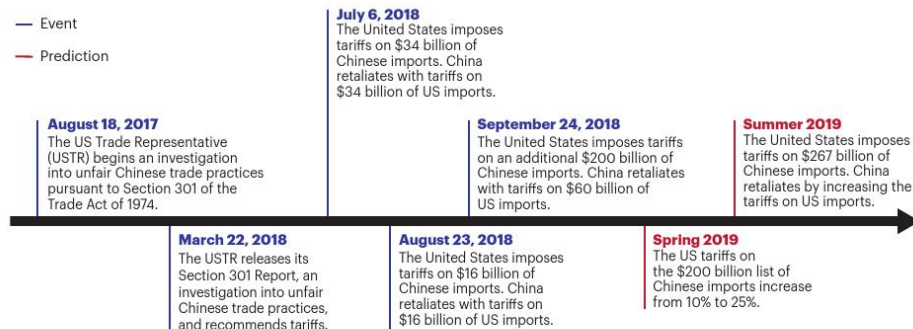 Event
Prediction
July 6, 2018
The United States imposes
tariffs on $34 billion of
Chinese imports. China
retaliates with tariffs on
$34 billion of US imports.
August 18, 2017
The US Trade Representative
(USTR) begins an investigation
into unfair Chinese trade practices
pursuant to Section 301 of the
Trade Act of 1974.
September 24, 2018
The United States imposes tariffs
on an additional $200 billion of
Chinese imports. China retaliates
with tariffs on $60 billion of
US imports.
Summer 2019
The United States imposes
tariffs on $267 billion of
Chinese imports. China
retaliates by increasing the
tariffs on US imports.
March 22, 2018
The USTR releases its
Section 301 Report, an
investigation into unfair
Chinese trade practices,
and recommends tariffs.
August 23, 2018
The United States imposes
tariffs on $16 billion of
Chinese imports. China
retaliates with tariffs on
$16 billion of US imports.
Spring 2019
The US tariffs on
the $200 billion list of
Chinese imports increase
from 10% to 25%.